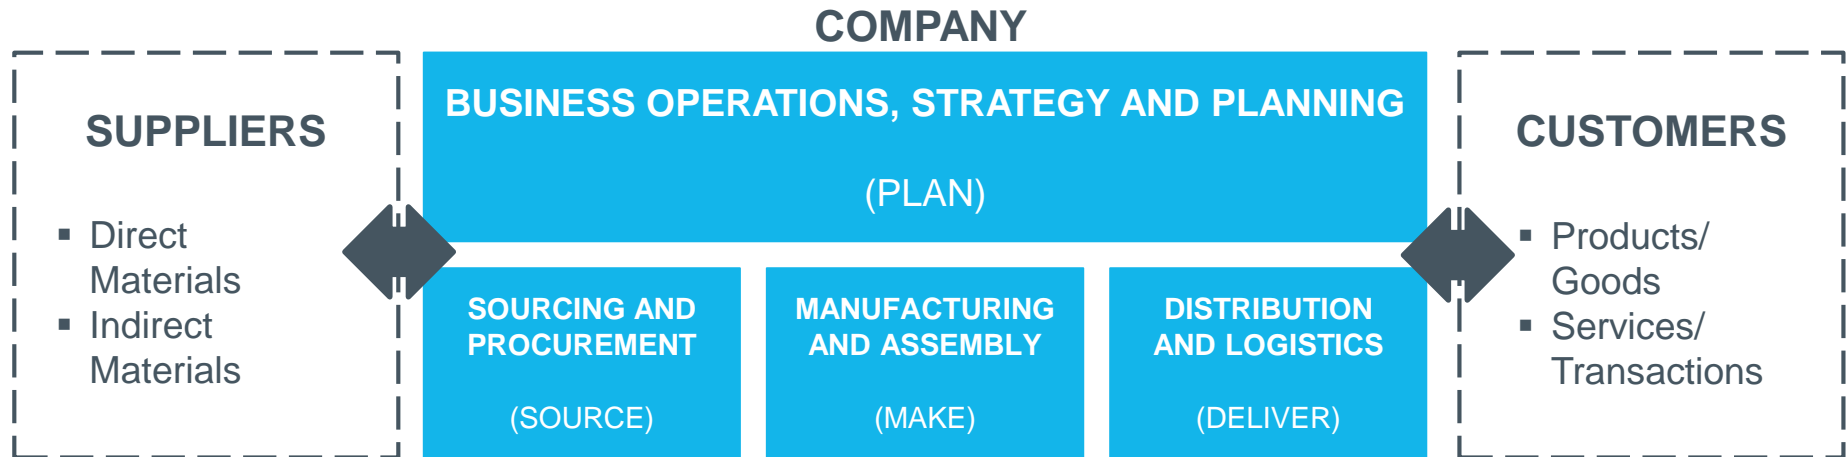 COMPANY
SUPPLIERS
▪ Direct
Materials
▪ Indirect
Materials
BUSINESS OPERATIONS, STRATEGY AND PLANNING
(PLAN)
SOURCING AND
PROCUREMENT
(SOURCE)
MANUFACTURING
AND ASSEMBLY
(MAKE)
DISTRIBUTION
AND LOGISTICS
(DELIVER)
CUSTOMERS
▪ Products/
Goods
▪ Services/
Transactions